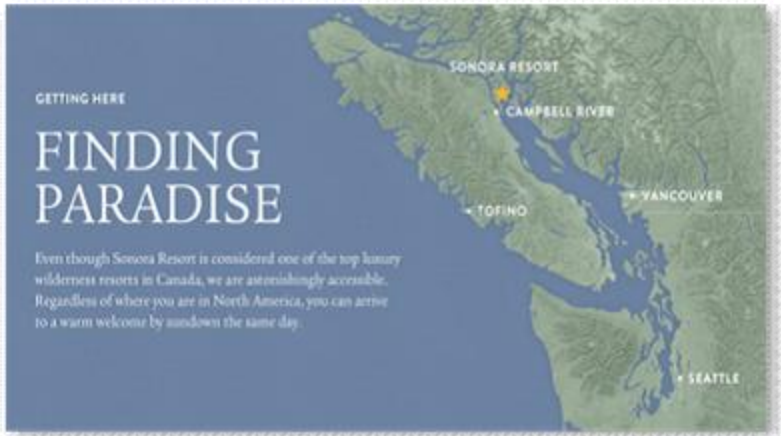 GETTING HERE
FINDING
PARADISE
Even though Sonora Resort is considered one of the top luxury
wilderness resorts in Canada, we are astonishingly accessible.
Regardless of where you are in North America, you can arrive
to a warm welcome by sundown the same day.
SONORA RESORT
CAMPBELL RIVER
VANCOUVER
TOFINO
SEATTLE